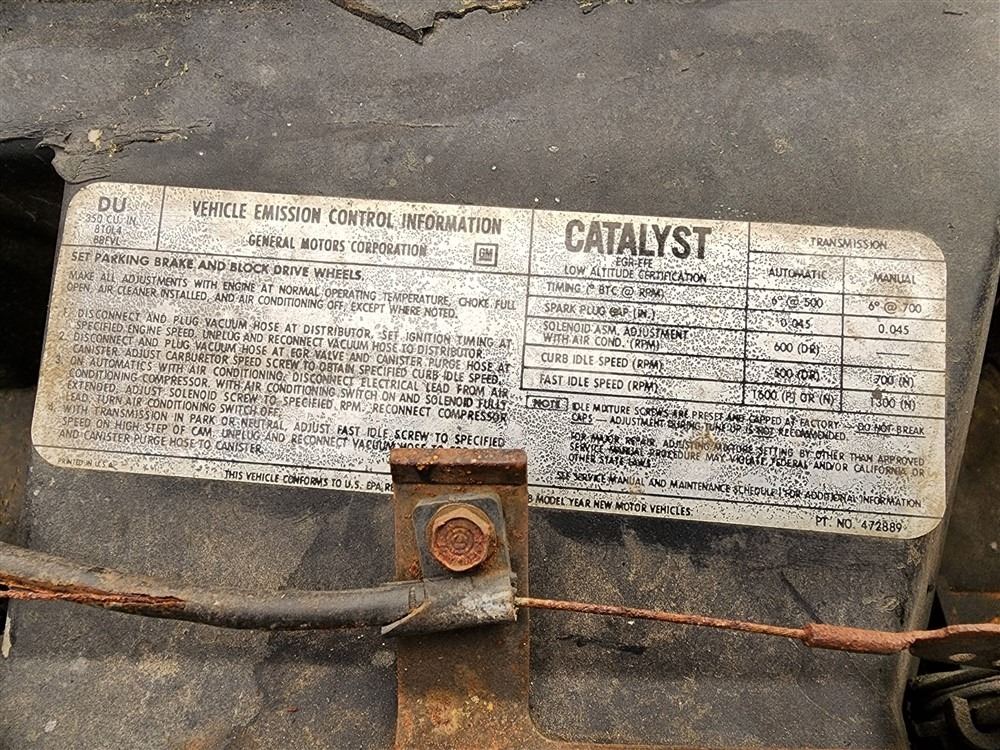 DU
350 CU. IN.
8TOL4
8BEVL
VEHICLE EMISSION CONTROL INFORMATION
GENERAL MOTORS CORPORATION
GM
SET PARKING BRAKE AND BLOCK DRIVE WHEELS.
MAKE ALL ADJUSTMENTS WITH ENGINE AT NORMAL OPERATING TEMPERATURE, CHOKE FULL
OPEN, AIR CLEANER INSTALLED, AND AIR CONDITIONING OFF, EXCEPT WHERE NOTED.
1. DISCONNECT AND PLUG VACUUM HOSE AT DISTRIBUTOR. SET IGNITION TIMING AT
SPECIFIED ENGINE SPEED. UNPLUG AND RECONNECT VACUUM HOSE TO DISTRIBUTOR.
2. DISCONNECT AND PLUG VACUUM HOSE AT EGR VALVE AND CANISTER PURGE HOSE AT
CANISTER. ADJUST CARBURETOR SPEED SCREW TO OBTAIN SPECIFIED CURB IDLE SPEED.
3. ON AUTOMATICS WITH AIR CONDITIONING, DISCONNECT ELECTRICAL LEAD FROM AIR
CONDITIONING COMPRESSOR. WITH AIR CONDITIONING SWITCH ON AND SOLENOID FULLY
EXTENDED, ADJUST SOLENOID SCREW TO SPECIFIED RPM. RECONNECT COMPRESSOR
LEAD, TURN AIR CONDITIONING SWITCH OFF.
4. WITH TRANSMISSION IN PARK OR NEUTRAL, ADJUST FAST IDLE SCREW TO SPECIFIED
SPEED ON HIGH STEP OF CAM. UNPLUG AND RECONNECT VACUUM HOSE
AND CANISTER PURGE HOSE TO CANISTER.
PRINTED IN U.S.A.
THIS VEHICLE CONFORMS TO U.S. EPA
CATALYST
EGR-EFE
LOW ALTITUDE CERTIFICATION
TRANSMISSION
AUTOMATIC MANUAL
TIMING (° BTC @ RPM) 6° @ 500 6° @ 700
SPARK PLUG GAP (IN.) 0.045 0.045
SOLENOID ASM. ADJUSTMENT
WITH AIR COND. (RPM) 600 (DR) ——
CURB IDLE SPEED (RPM) 500 (DR) 700 (N)
FAST IDLE SPEED (RPM) 1600 (P) OR (N) 1300 (N)
NOTE: IDLE MIXTURE SCREWS ARE PRESET AND CAPPED AT FACTORY — DO NOT BREAK
CAPS — ADJUSTMENT DURING TUNE-UP IS NOT RECOMMENDED.
FOR MAJOR REPAIR, ADJUSTING MIXTURE SETTING BY OTHER THAN APPROVED
SERVICE MANUAL PROCEDURE MAY VIOLATE FEDERAL AND/OR CALIFORNIA OR
OTHER STATE LAWS.
SEE SERVICE MANUAL AND MAINTENANCE SCHEDULE FOR ADDITIONAL INFORMATION
8 MODEL YEAR NEW MOTOR VEHICLES.
PT. NO. 472889